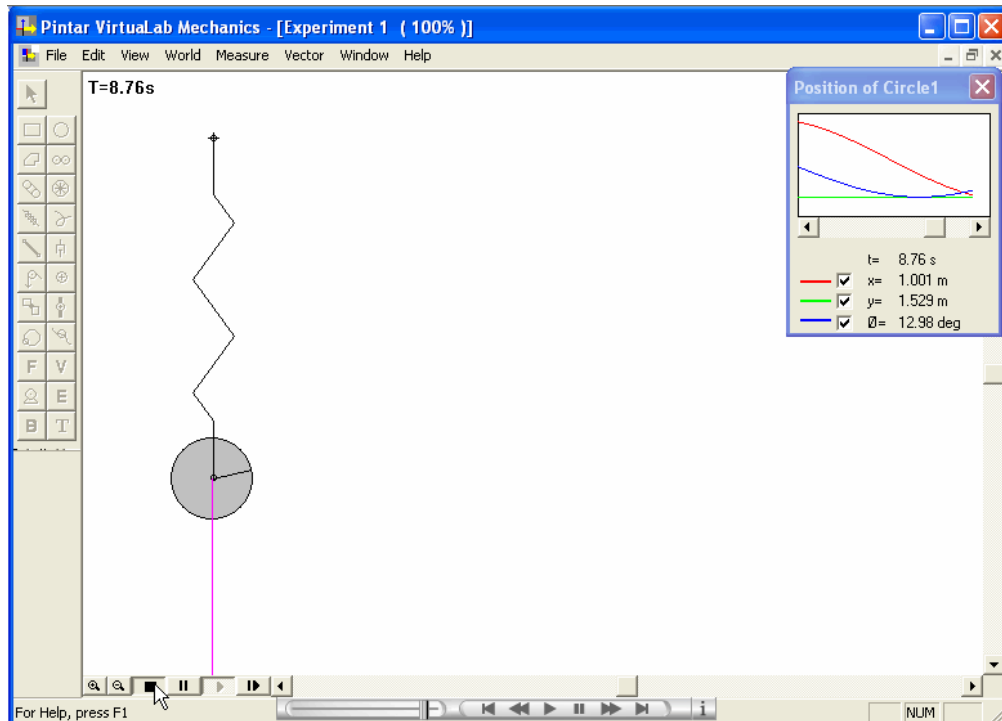 Pintar VirtuaLab Mechanics - [Experiment 1 ( 100% )]
File Edit View World Measure Vector Window Help
T=8.76s
Position of Circle1
t= 8.76 s
x= 1.001 m
y= 1.529 m
Ø= 12.98 deg
F V
E
B T
For Help, press F1
i
NUM